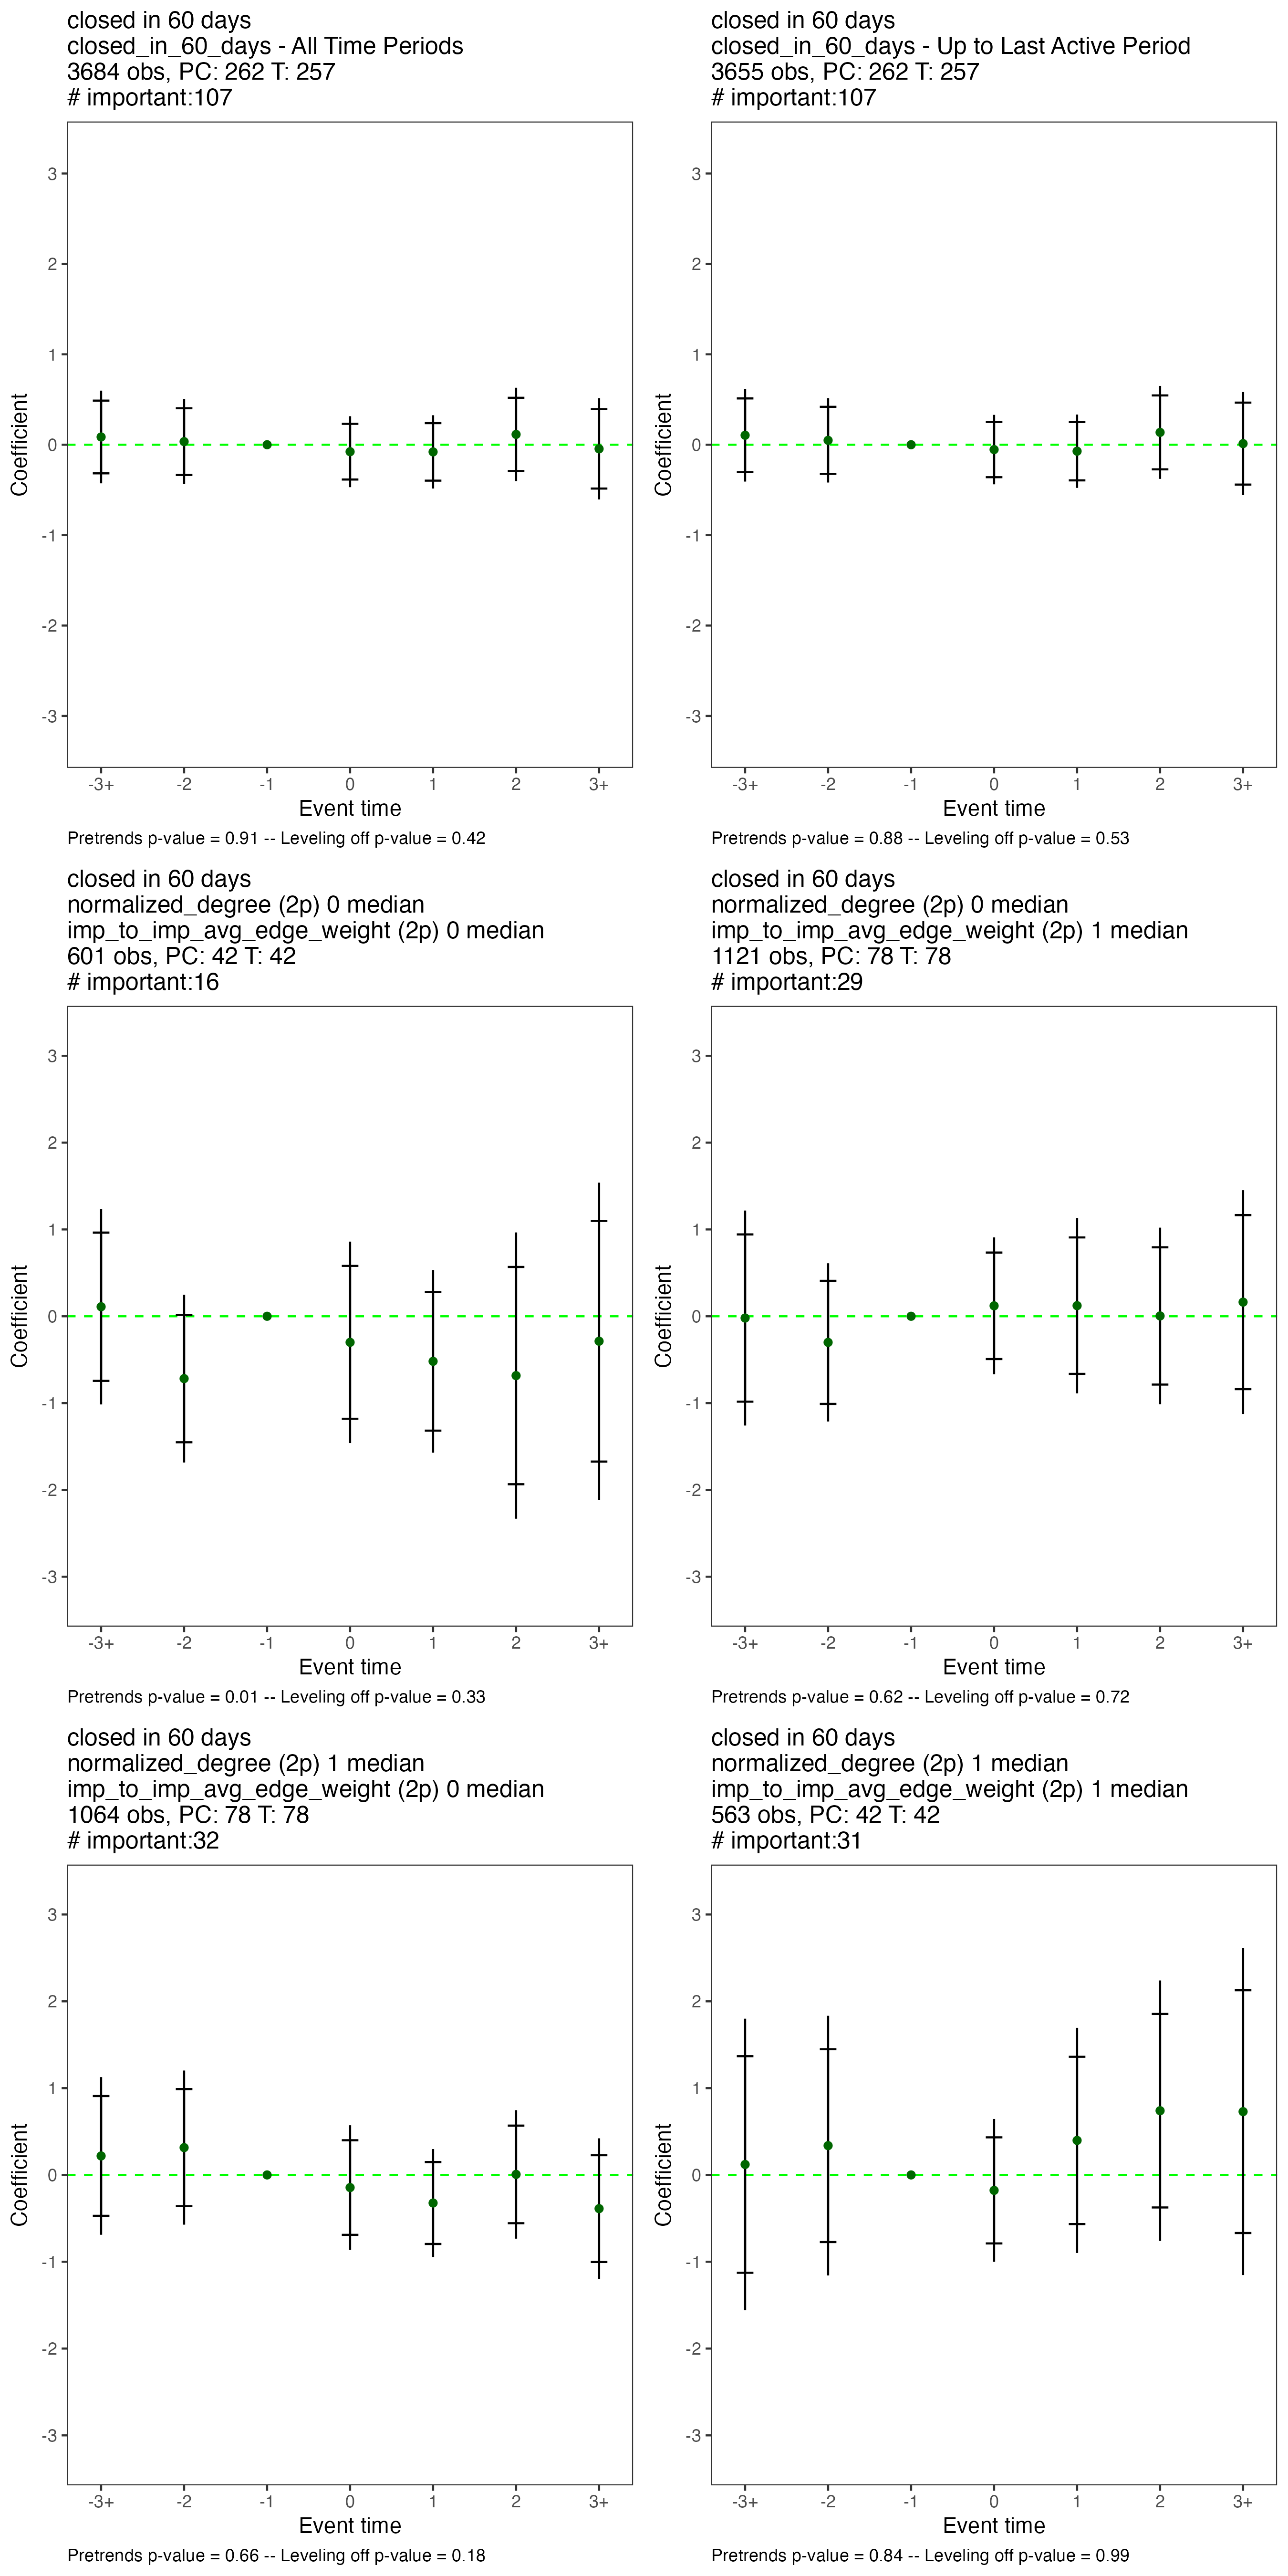 closed in 60 days
closed_in_60_days - All Time Periods
3684 obs, PC: 262 T: 257
# important:107
3
2
1
0
-1
-2
-3
Coefficient
-3+ -2 -1 0 1 2 3+
Event time
Pretrends p-value = 0.91 -- Leveling off p-value = 0.42
closed in 60 days
closed_in_60_days - Up to Last Active Period
3655 obs, PC: 262 T: 257
# important:107
3
2
1
0
-1
-2
-3
Coefficient
-3+ -2 -1 0 1 2 3+
Event time
Pretrends p-value = 0.88 -- Leveling off p-value = 0.53
closed in 60 days
normalized_degree (2p) 0 median
imp_to_imp_avg_edge_weight (2p) 0 median
601 obs, PC: 42 T: 42
# important:16
3
2
1
0
-1
-2
-3
Coefficient
-3+ -2 -1 0 1 2 3+
Event time
Pretrends p-value = 0.01 -- Leveling off p-value = 0.33
closed in 60 days
normalized_degree (2p) 0 median
imp_to_imp_avg_edge_weight (2p) 1 median
1121 obs, PC: 78 T: 78
# important:29
3
2
1
0
-1
-2
-3
Coefficient
-3+ -2 -1 0 1 2 3+
Event time
Pretrends p-value = 0.62 -- Leveling off p-value = 0.72
closed in 60 days
normalized_degree (2p) 1 median
imp_to_imp_avg_edge_weight (2p) 0 median
1064 obs, PC: 78 T: 78
# important:32
3
2
1
0
-1
-2
-3
Coefficient
-3+ -2 -1 0 1 2 3+
Event time
Pretrends p-value = 0.66 -- Leveling off p-value = 0.18
closed in 60 days
normalized_degree (2p) 1 median
imp_to_imp_avg_edge_weight (2p) 1 median
563 obs, PC: 42 T: 42
# important:31
3
2
1
0
-1
-2
-3
Coefficient
-3+ -2 -1 0 1 2 3+
Event time
Pretrends p-value = 0.84 -- Leveling off p-value = 0.99